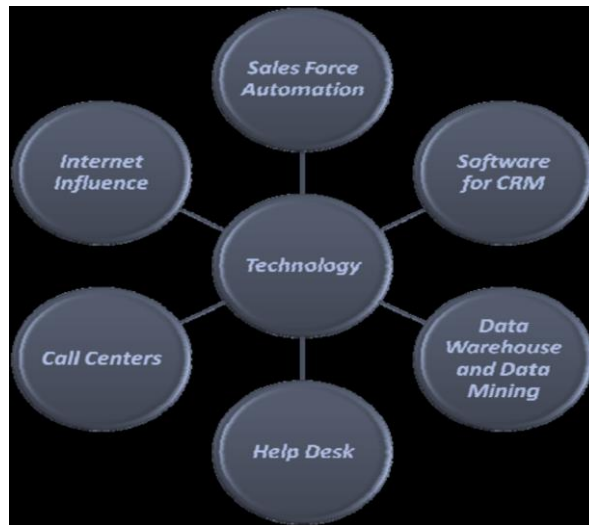 Sales Force
Automation
Internet
Influence
Software
for CRM
Technology
Call Centers
Data
Warehouse
and Data
Mining
Help Desk